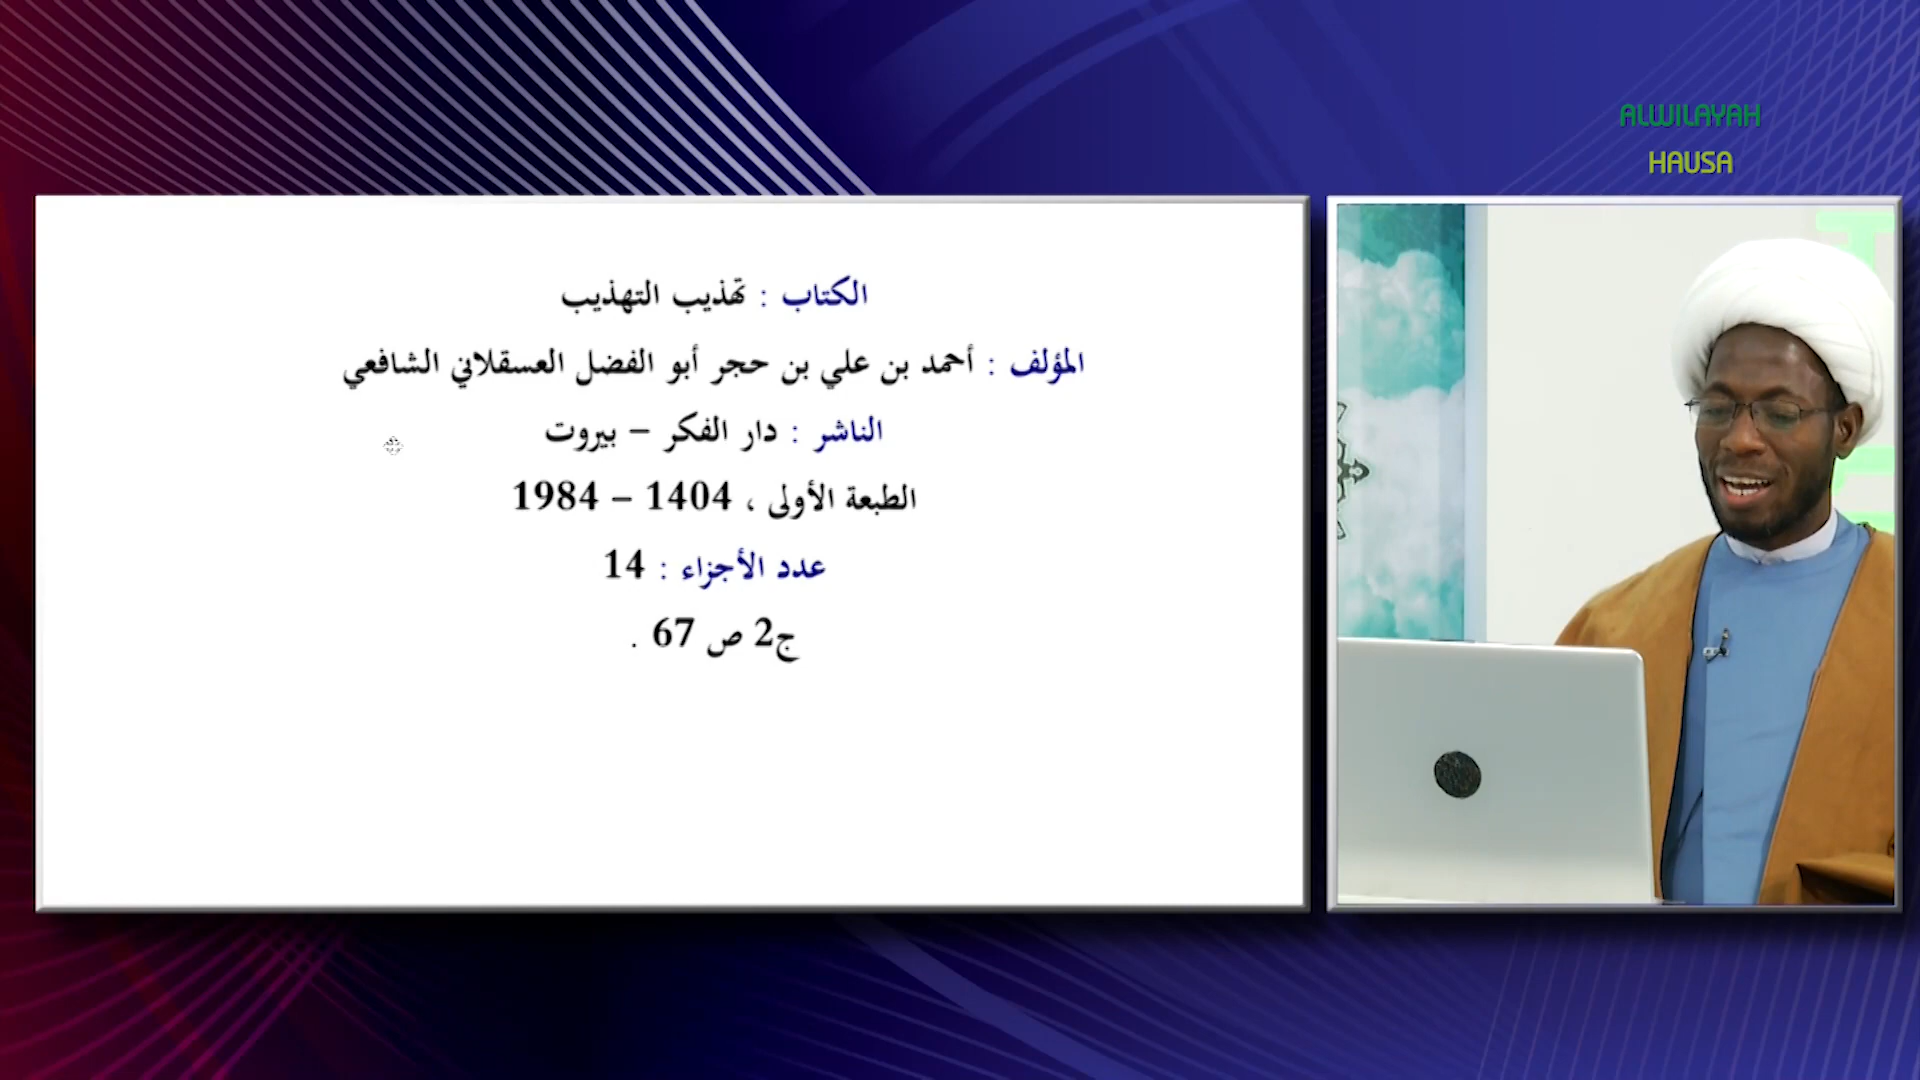 ALWILAYAH
HAUSA
الكتاب : تهذيب التهذيب
المؤلف : أحمد بن علي بن حجر أبو الفضل العسقلاني الشافعي
الناشر : دار الفكر – بيروت
الطبعة الأولى ، 1404 – 1984
عدد الأجزاء : 14
ج2 ص 67 .